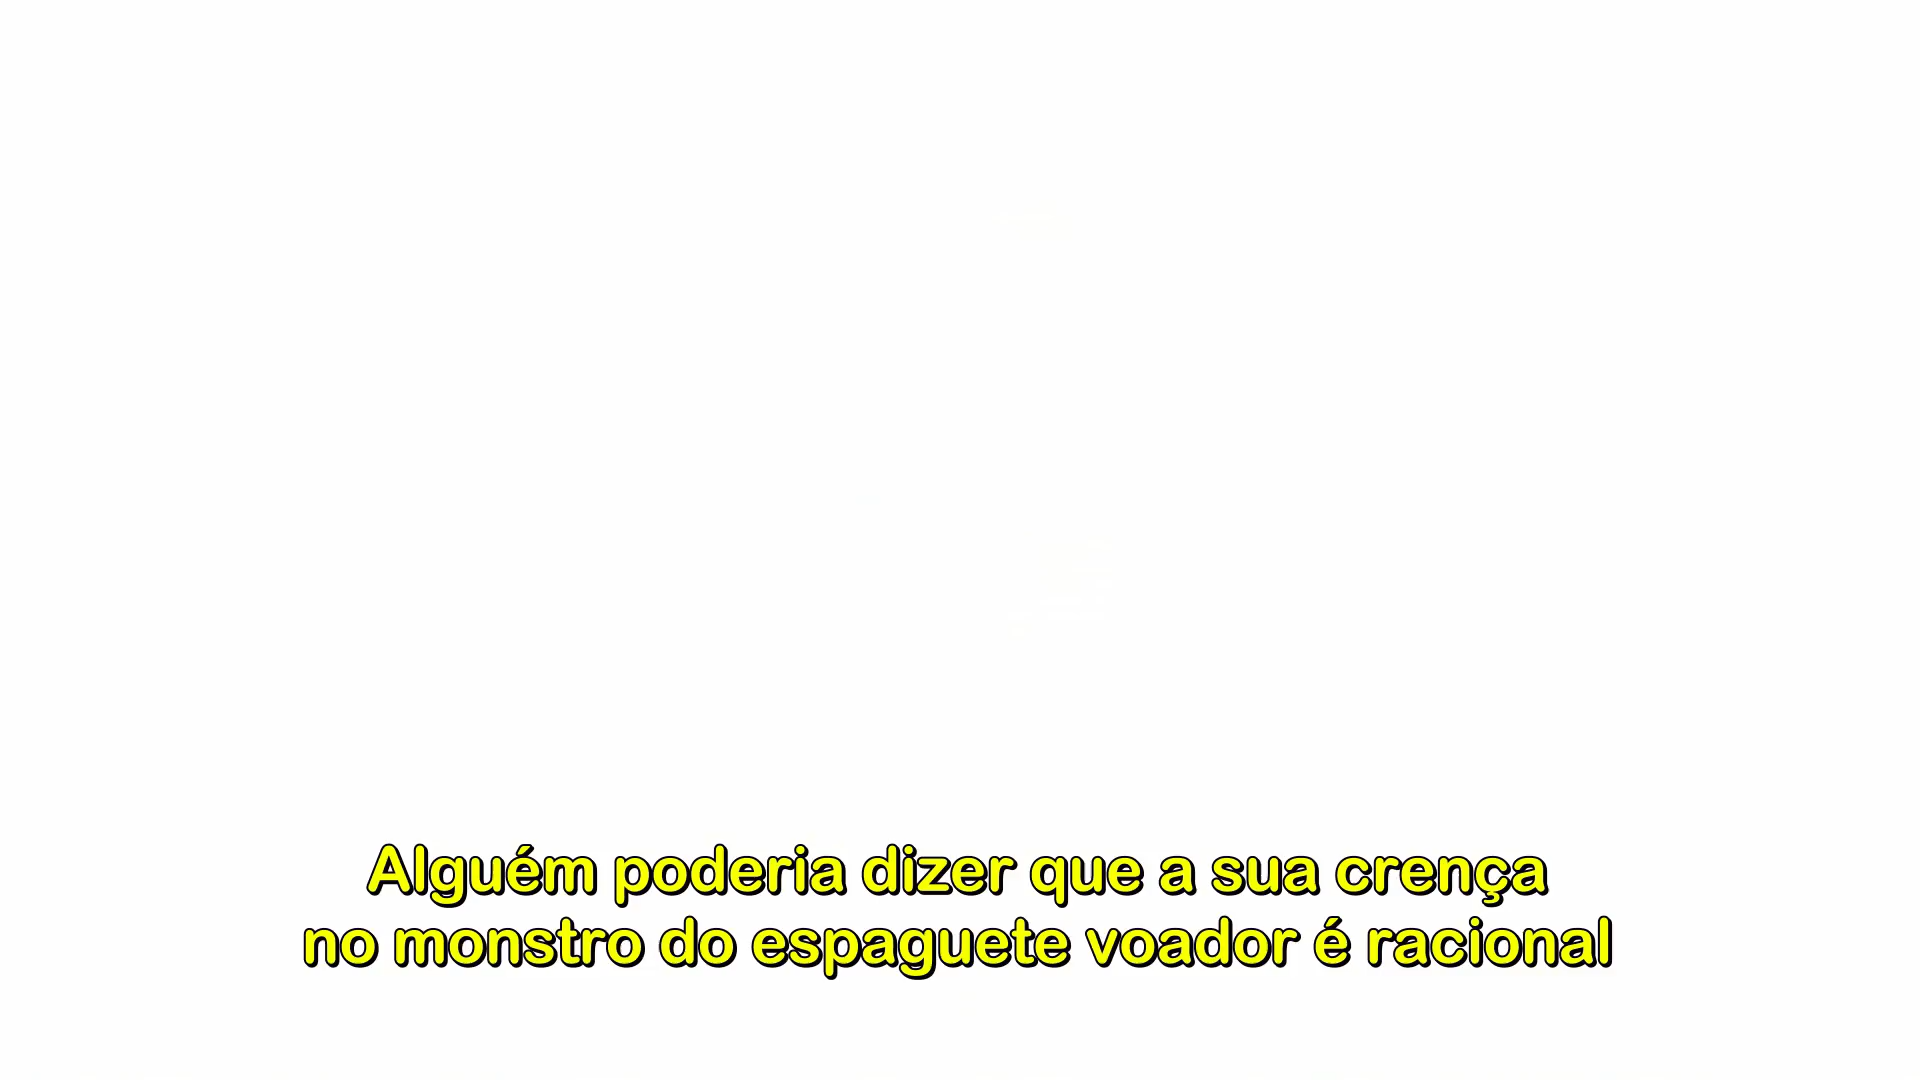 Alguém poderia dizer que a sua crença
no monstro do espaguete voador é racional